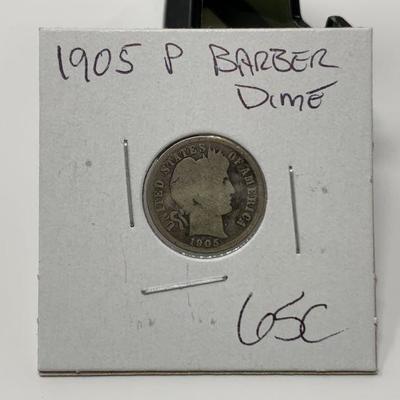 1905 P BARBER
DIME
UNITED STATES OF AMERICA
1905
65C